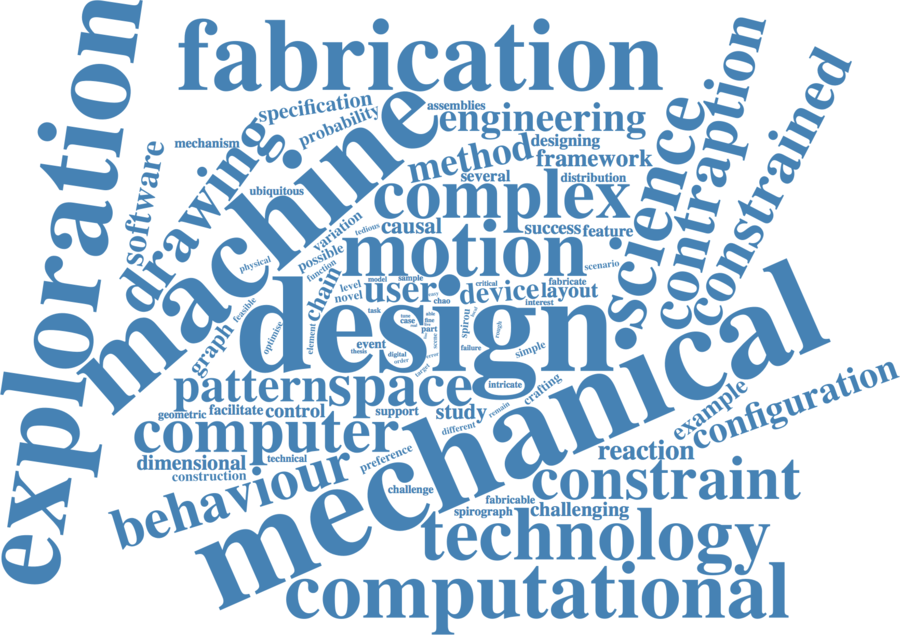 fabrication
exploration
specification
assemblies
engineering
contraption
constrained
mechanism
probability
machine
science
software
drawing
method
designing
framework
several
distribution
ubiquitous
complex
variation
tedious
causal
success
feature
possible
motion
scenario
physical
function
chain
level
model
sample
novel
user
chao
critical
device
fabricate
layout
interest
design
task
case
fine
part
spirou
rough
graph
feasible
optimise
element
event
thesis
digital
order
error
scene
target
failure
simple
pattern
space
intricate
crafting
geometric
facilitate
control
support
study
remain
different
example
configuration
computer
mechanical
reaction
dimensional
technical
construction
preference
behaviour
challenge
constraint
fabricable
spirograph
challenging
technology
computational